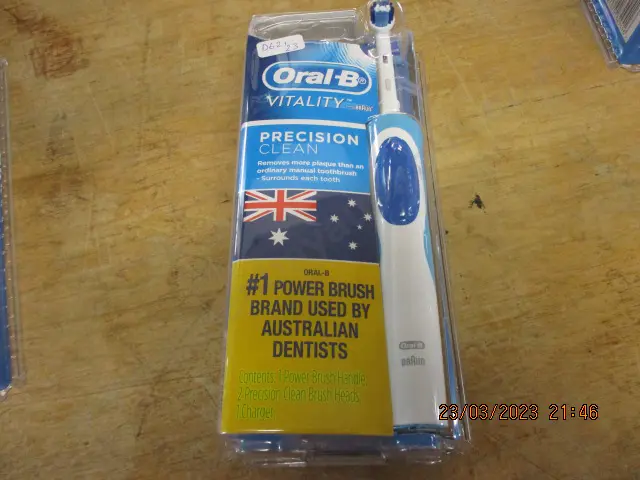 Oral-B
VITALITY
PRECISION
CLEAN
Removes more plaque than an
ordinary manual toothbrush
- Surrounds each tooth
ORAL-B
#1 POWER BRUSH
BRAND USED BY
AUSTRALIAN
DENTISTS
Contents: 1 Power Brush Handle,
2 Precision Clean Brush Heads,
1 Charger
Oral-B
BRAUN
23/03/2023 21:46